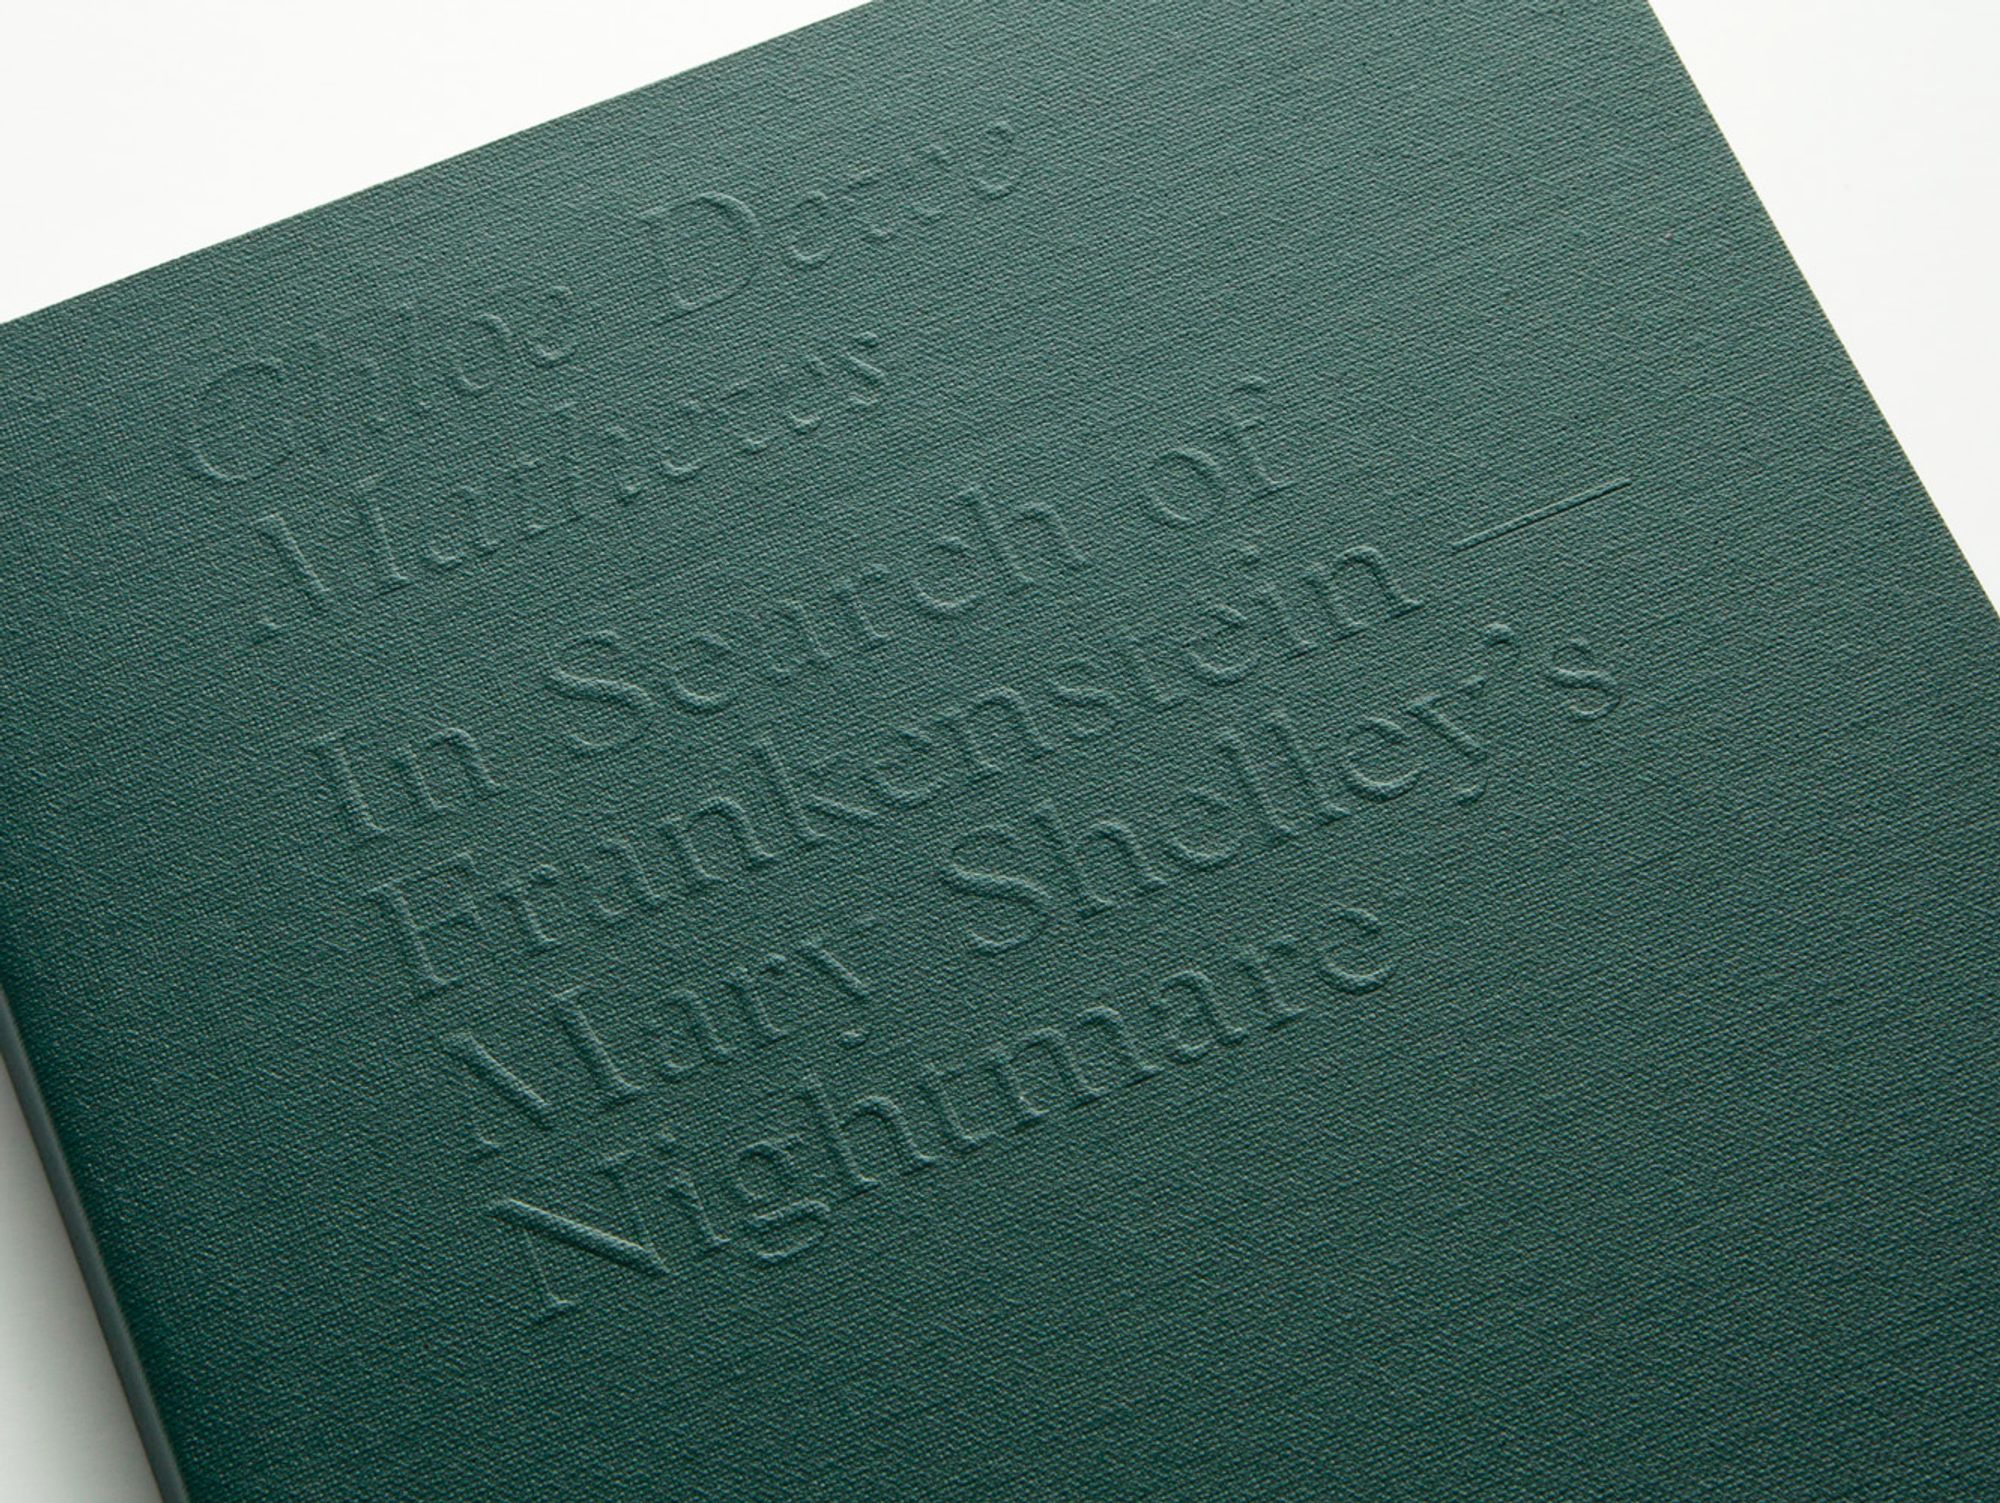 Chloe Dewe
Mathews
In Search of
Frankenstein —
Mary Shelley's
Nightmare